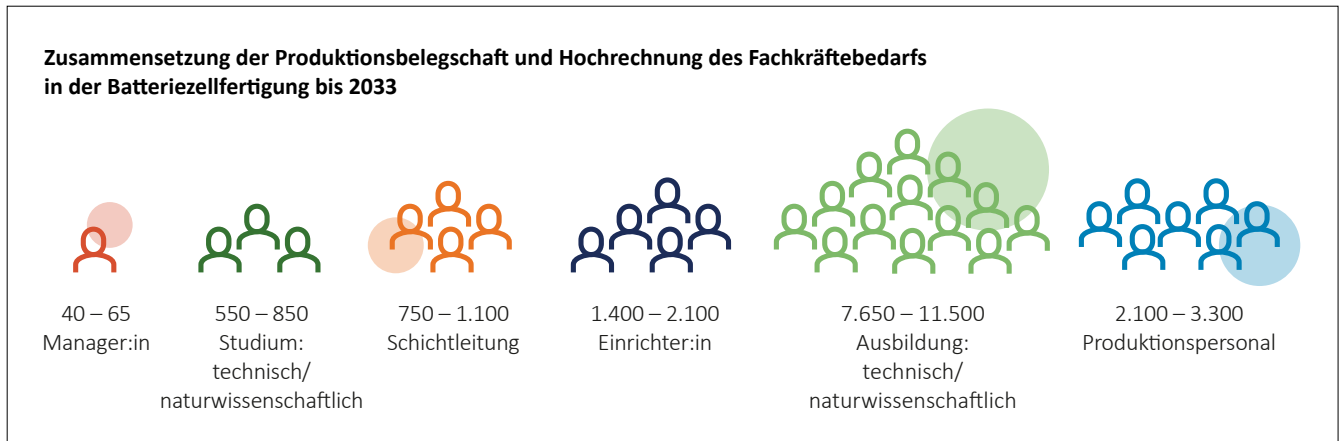 Zusammensetzung der Produktionsbelegschaft und Hochrechnung des Fachkräftebedarfs
in der Batteriezellfertigung bis 2033
40 – 65
Manager:in
550 – 850
Studium:
technisch/
naturwissenschaftlich
750 – 1.100
Schichtleitung
1.400 – 2.100
Einrichter:in
7.650 – 11.500
Ausbildung:
technisch/
naturwissenschaftlich
2.100 – 3.300
Produktionspersonal